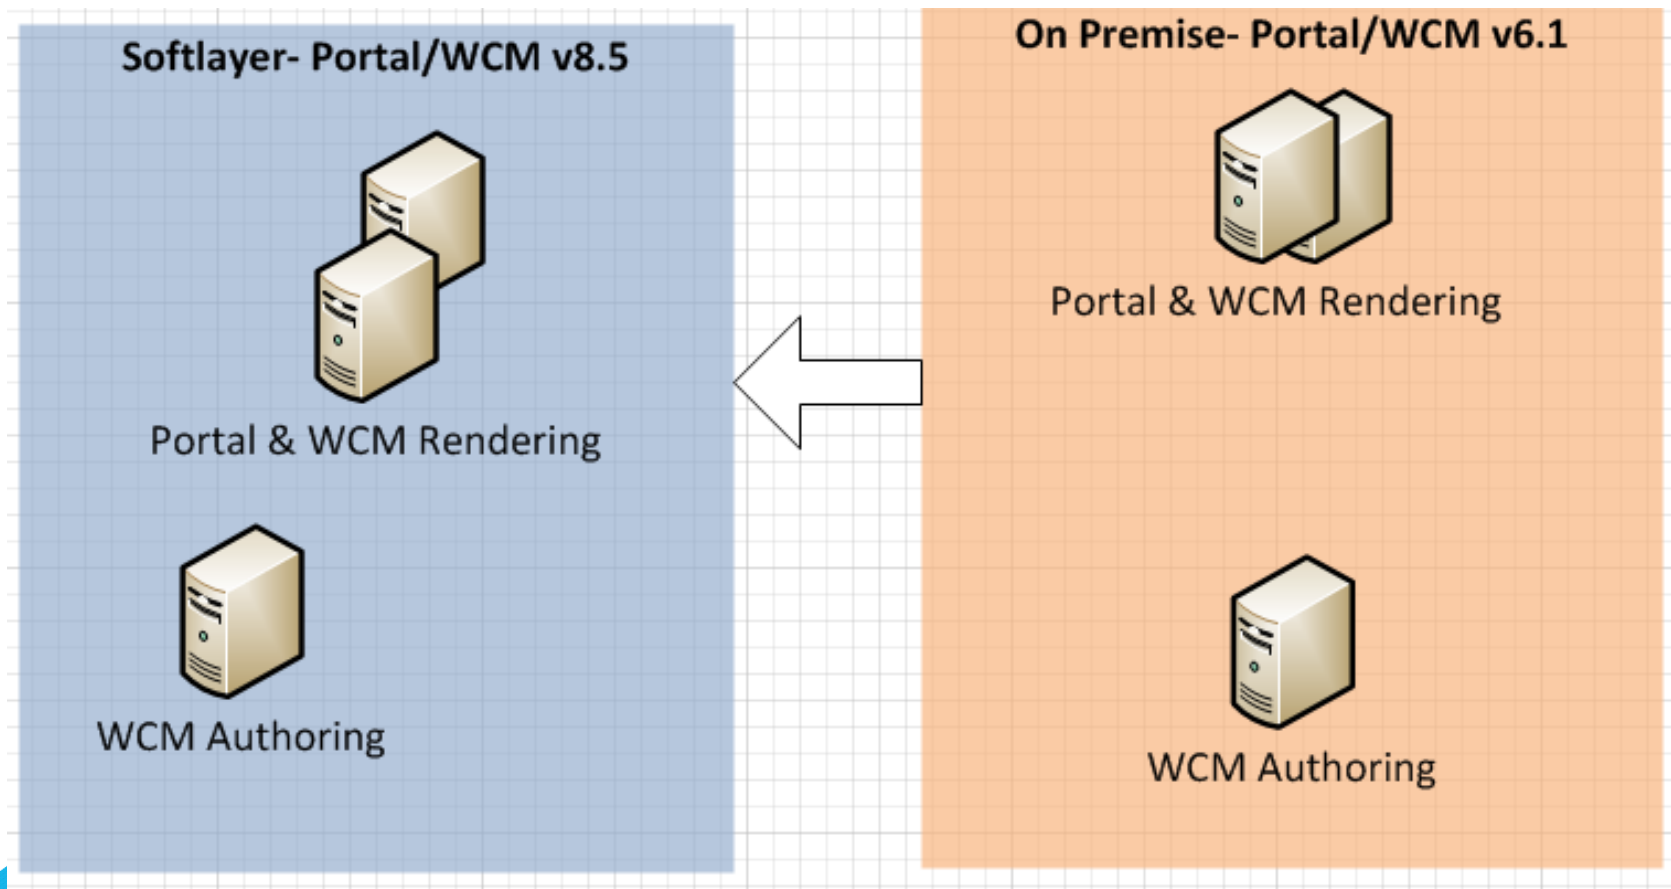 Softlayer- Portal/WCM v8.5
Portal & WCM Rendering
WCM Authoring
On Premise- Portal/WCM v6.1
Portal & WCM Rendering
WCM Authoring